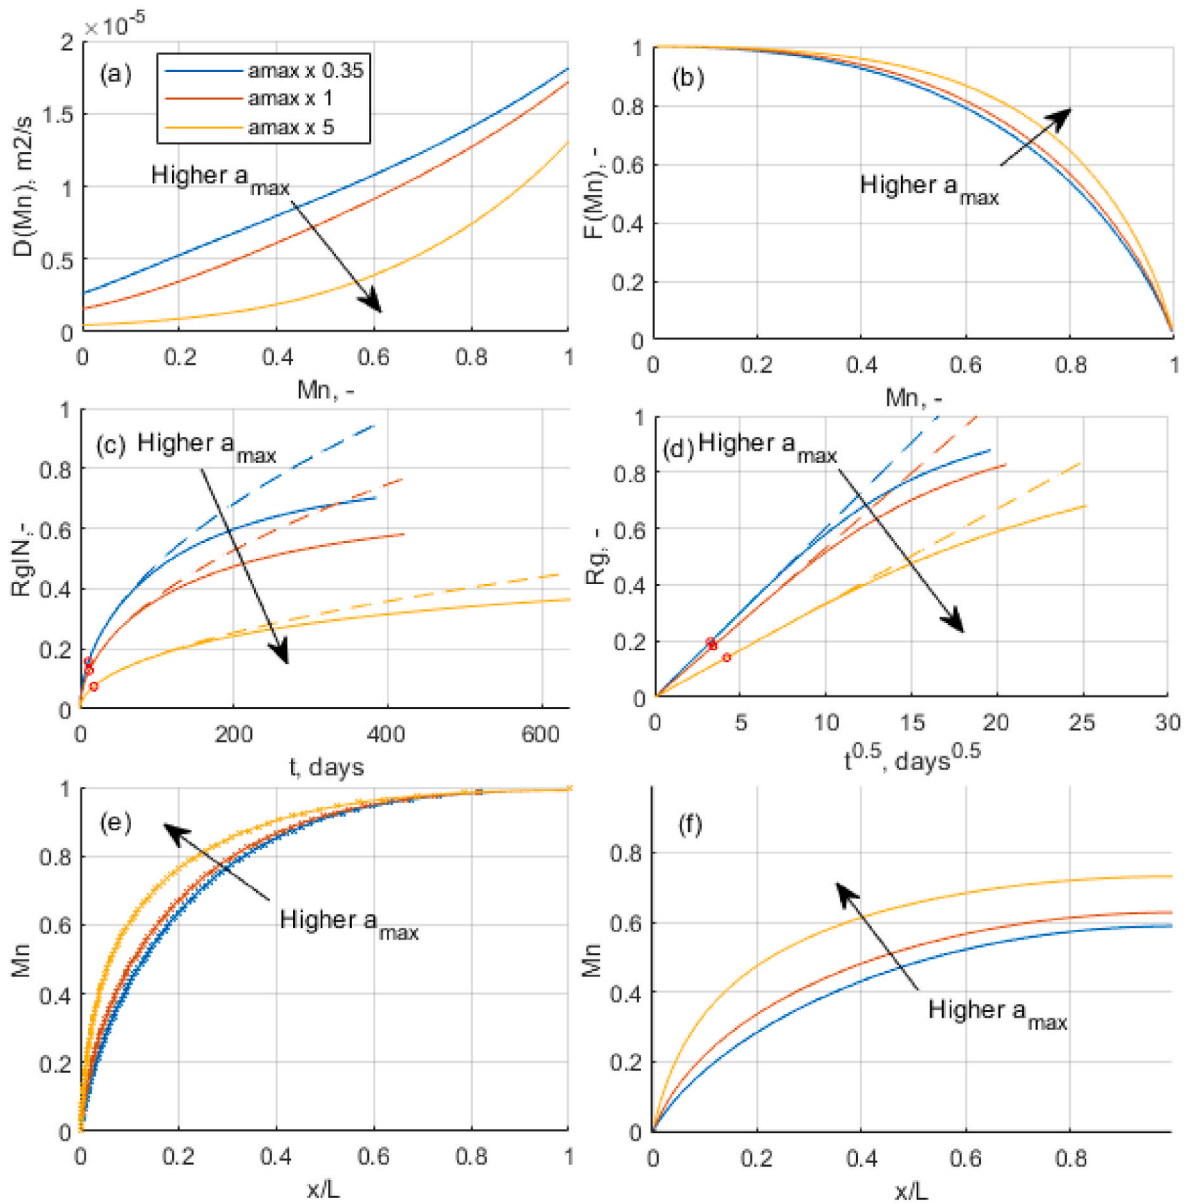 ×10⁻⁵
2
1.5
1
0.5
0
D(Mn), m2/s
(a)
amax x 0.35
amax x 1
amax x 5
Higher a_max
0 0.2 0.4 0.6 0.8 1
Mn, -
1
0.8
0.6
0.4
0.2
0
F(Mn), -
(b)
Higher a_max
0 0.2 0.4 0.6 0.8 1
Mn, -
1
0.8
0.6
0.4
0.2
0
RgIN,-
(c)
Higher a_max
0 200 400 600
t, days
1
0.8
0.6
0.4
0.2
0
Rg, -
(d)
Higher a_max
0 5 10 15 20 25 30
t^0.5, days^0.5
1
0.8
0.6
0.4
0.2
0
Mn
(e)
Higher a_max
0 0.2 0.4 0.6 0.8 1
x/L
0.8
0.6
0.4
0.2
0
Mn
(f)
Higher a_max
0 0.2 0.4 0.6 0.8
x/L